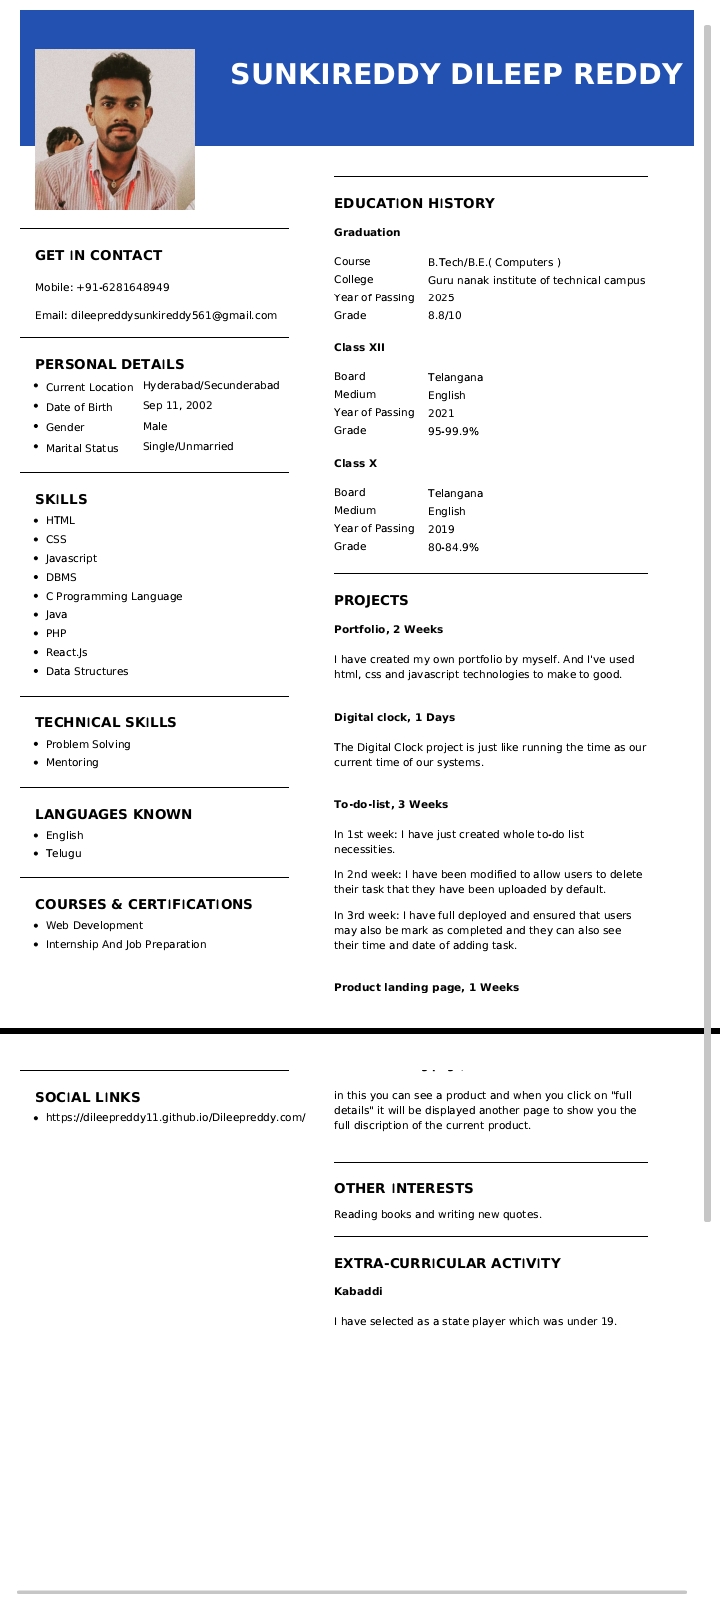 SUNKIREDDY DILEEP REDDY
GET IN CONTACT
Mobile: +91-6281648949
Email: dileepreddysunkireddy561@gmail.com
PERSONAL DETAILS
• Current Location Hyderabad/Secunderabad
• Date of Birth Sep 11, 2002
• Gender Male
• Marital Status Single/Unmarried
SKILLS
• HTML
• CSS
• Javascript
• DBMS
• C Programming Language
• Java
• PHP
• React.Js
• Data Structures
TECHNICAL SKILLS
• Problem Solving
• Mentoring
LANGUAGES KNOWN
• English
• Telugu
COURSES & CERTIFICATIONS
• Web Development
• Internship And Job Preparation
EDUCATION HISTORY
Graduation
Course B.Tech/B.E.( Computers )
College Guru nanak institute of technical campus
Year of Passing 2025
Grade 8.8/10
Class XII
Board Telangana
Medium English
Year of Passing 2021
Grade 95-99.9%
Class X
Board Telangana
Medium English
Year of Passing 2019
Grade 80-84.9%
PROJECTS
Portfolio, 2 Weeks
I have created my own portfolio by myself. And I've used
html, css and javascript technologies to make to good.
Digital clock, 1 Days
The Digital Clock project is just like running the time as our
current time of our systems.
To-do-list, 3 Weeks
In 1st week: I have just created whole to-do list
necessities.
In 2nd week: I have been modified to allow users to delete
their task that they have been uploaded by default.
In 3rd week: I have full deployed and ensured that users
may also be mark as completed and they can also see
their time and date of adding task.
Product landing page, 1 Weeks
SOCIAL LINKS
• https://dileepreddy11.github.io/Dileepreddy.com/
in this you can see a product and when you click on "full
details" it will be displayed another page to show you the
full discription of the current product.
OTHER INTERESTS
Reading books and writing new quotes.
EXTRA-CURRICULAR ACTIVITY
Kabaddi
I have selected as a state player which was under 19.